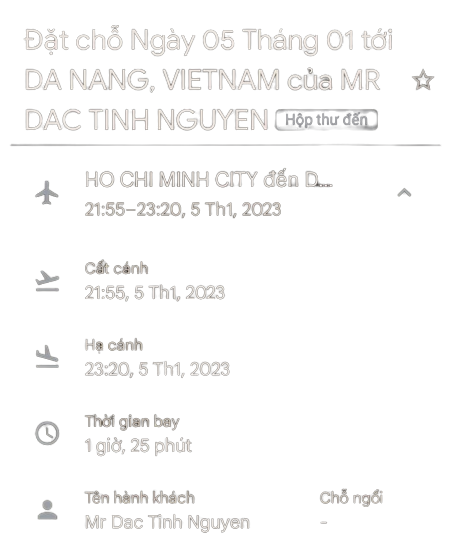 Đặt chỗ Ngày 05 Tháng 01 tới
DA NANG, VIETNAM của MR
DAC TINH NGUYEN Hộp thư đến
HO CHI MINH CITY đến D...
21:55–23:20, 5 Th1, 2023
Cất cánh
21:55, 5 Th1, 2023
Hạ cánh
23:20, 5 Th1, 2023
Thời gian bay
1 giờ, 25 phút
Tên hành khách Chỗ ngồi
Mr Dac Tinh Nguyen -